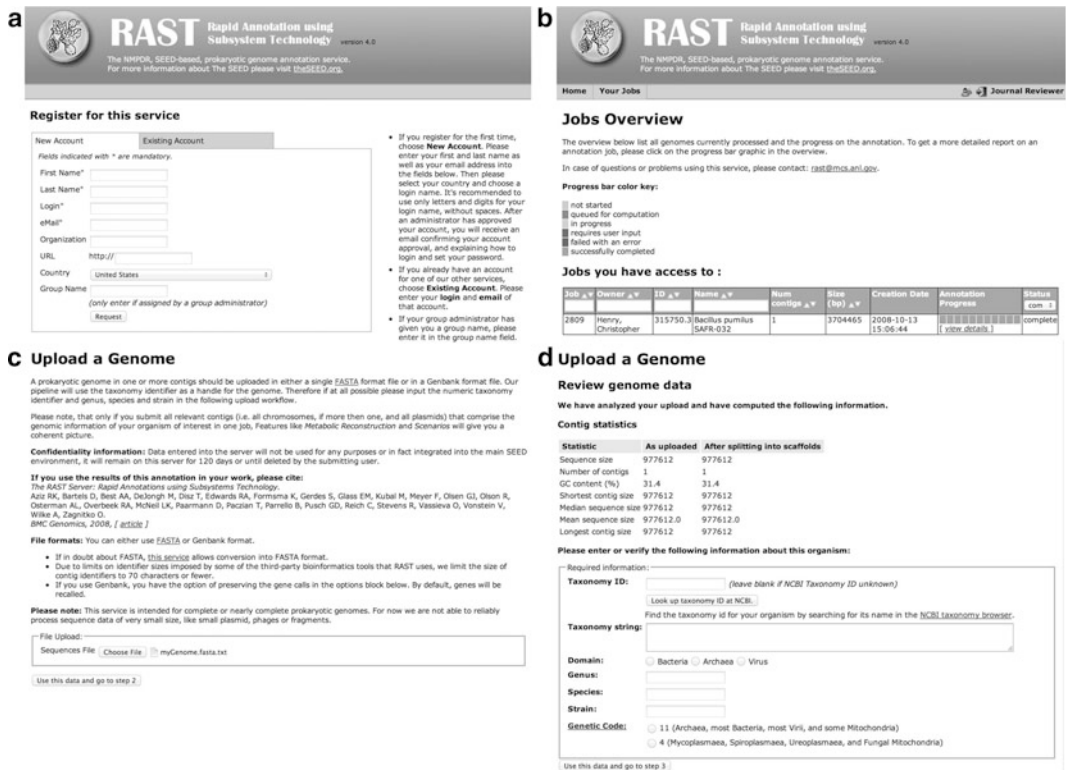 a
RAST Rapid Annotation using
Subsystem Technology version 4.0
The NMPDR, SEED-based, prokaryotic genome annotation service.
For more information about The SEED please visit theSEED.org.
Register for this service
New Account Existing Account
Fields indicated with * are mandatory.
First Name*
Last Name*
Login*
eMail*
Organization
URL http://
Country United States
Group Name
(only enter if assigned by a group administrator)
Request
• If you register for the first time,
choose New Account. Please
enter your first and last name as
well as your email address into
the fields below. Then please
select your country and choose a
login name. It's recommended to
use only letters and digits for your
login name, without spaces. After
an administrator has approved
your account, you will receive an
email confirming your account
approval, and explaining how to
login and set your password.
• If you already have an account
for one of our other services,
choose Existing Account. Please
enter your login and email of
that account.
• If your group administrator has
given you a group name, please
enter it in the group name field.
b
RAST Rapid Annotation using
Subsystem Technology version 4.0
The NMPDR, SEED-based, prokaryotic genome annotation service.
For more information about The SEED please visit theSEED.org.
Home Your Jobs Journal Reviewer
Jobs Overview
The overview below list all genomes currently processed and the progress on the annotation. To get a more detailed report on an
annotation job, please click on the progress bar graphic in the overview.
In case of questions or problems using this service, please contact: rast@mcs.anl.gov.
Progress bar color key:
not started
queued for computation
in progress
requires user input
failed with an error
successfully completed
Jobs you have access to :
Job Owner ID Name Num contigs Size (bp) Creation Date Annotation Progress Status
com
2809 Henry, Christopher 315750.3 Bacillus pumilus SAFR-032 1 3704465 2008-10-13 15:06:44 [ view details ] complete
c Upload a Genome
A prokaryotic genome in one or more contigs should be uploaded in either a single FASTA format file or in a Genbank format file. Our
pipeline will use the taxonomy identifier as a handle for the genome. Therefore if at all possible please input the numeric taxonomy
identifier and genus, species and strain in the following upload workflow.
Please note, that only if you submit all relevant contigs (i.e. all chromosomes, if more then one, and all plasmids) that comprise the
genomic information of your organism of interest in one job, Features like Metabolic Reconstruction and Scenarios will give you a
coherent picture.
Confidentiality information: Data entered into the server will not be used for any purposes or in fact integrated into the main SEED
environment, it will remain on this server for 120 days or until deleted by the submitting user.
If you use the results of this annotation in your work, please cite:
The RAST Server: Rapid Annotations using Subsystems Technology.
Aziz RK, Bartels D, Best AA, DeJongh M, Disz T, Edwards RA, Formsma K, Gerdes S, Glass EM, Kubal M, Meyer F, Olsen GJ, Olson R,
Osterman AL, Overbeek RA, McNeil LK, Paarmann D, Paczian T, Parrello B, Pusch GD, Reich C, Stevens R, Vassieva O, Vonstein V,
Wilke A, Zagnitko O.
BMC Genomics, 2008, [ article ]
File formats: You can either use FASTA or Genbank format.
• If in doubt about FASTA, this service allows conversion into FASTA format.
• Due to limits on identifier sizes imposed by some of the third-party bioinformatics tools that RAST uses, we limit the size of
contig identifiers to 70 characters or fewer.
• If you use Genbank, you have the option of preserving the gene calls in the options block below. By default, genes will be
recalled.
Please note: This service is intended for complete or nearly complete prokaryotic genomes. For now we are not able to reliably
process sequence data of very small size, like small plasmid, phages or fragments.
File Upload:
Sequences File Choose File myGenome.fasta.txt
Use this data and go to step 2
d Upload a Genome
Review genome data
We have analyzed your upload and have computed the following information.
Contig statistics
Statistic As uploaded After splitting into scaffolds
Sequence size 977612 977612
Number of contigs 1 1
GC content (%) 31.4 31.4
Shortest contig size 977612 977612
Median sequence size 977612 977612
Mean sequence size 977612.0 977612.0
Longest contig size 977612 977612
Please enter or verify the following information about this organism:
Required information:
Taxonomy ID: (leave blank if NCBI Taxonomy ID unknown)
Look up taxonomy ID at NCBI.
Find the taxonomy id for your organism by searching for its name in the NCBI taxonomy browser.
Taxonomy string:
Domain: Bacteria Archaea Virus
Genus:
Species:
Strain:
Genetic Code: 11 (Archaea, most Bacteria, most Virii, and some Mitochondria)
4 (Mycoplasmaea, Spiroplasmaea, Ureoplasmaea, and Fungal Mitochondria)
Use this data and go to step 3